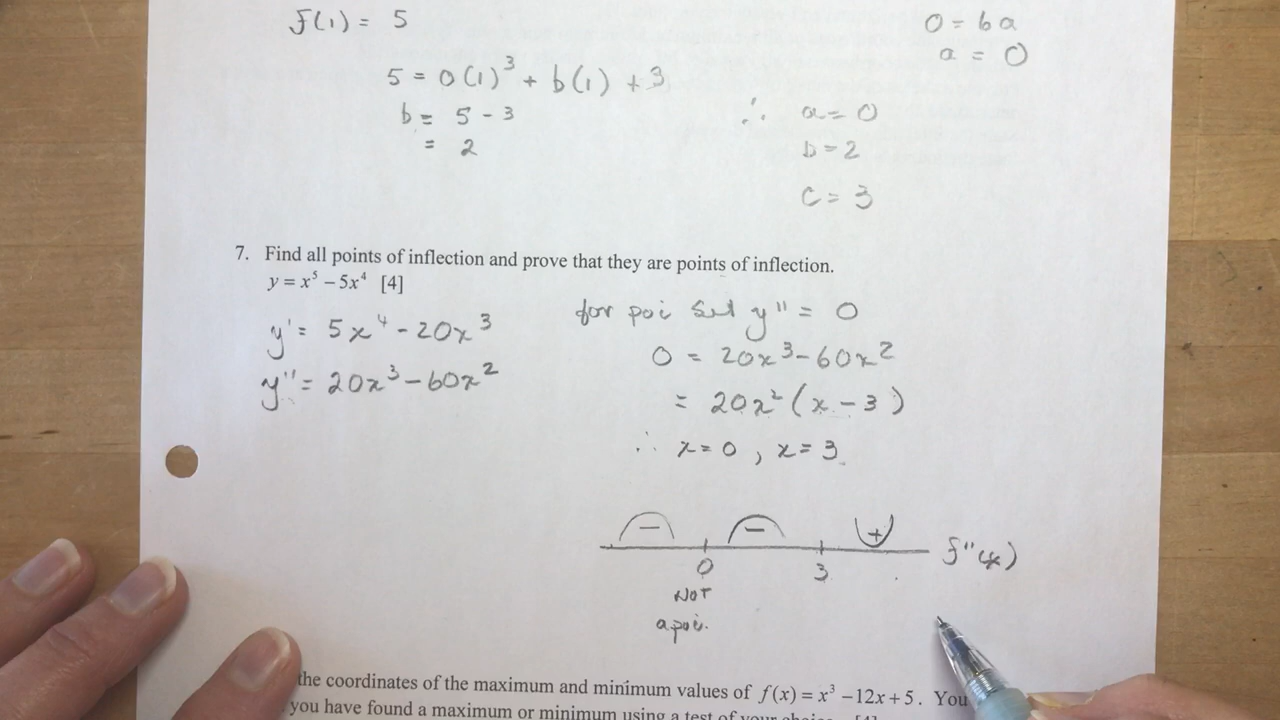 f(1) = 5
0 = 6a
a = 0
5 = 0(1)³ + b(1) + 3
b = 5 - 3
= 2
∴ a = 0
b = 2
c = 3
7. Find all points of inflection and prove that they are points of inflection.
y = x⁵ – 5x⁴ [4]
y' = 5x⁴ - 20x³
y'' = 20x³ - 60x²
for poi set y'' = 0
0 = 20x³ - 60x²
= 20x² (x - 3)
∴ x = 0 , x = 3
− − + f''(x)
0 3
NOT
a poi.
the coordinates of the maximum and minimum values of f(x) = x³ – 12x + 5. You
you have found a maximum or minimum using a test of your choice. [4]